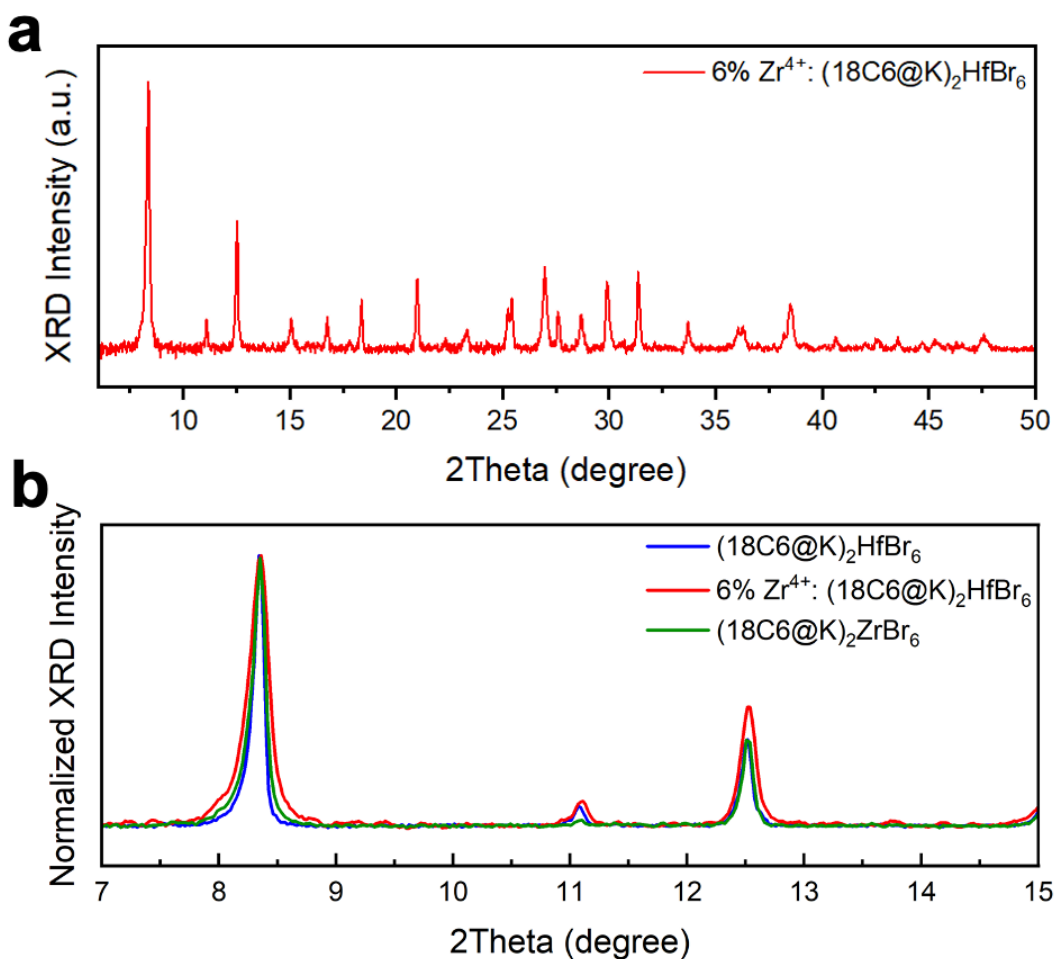 a
XRD Intensity (a.u.)
6% Zr⁴⁺: (18C6@K)₂HfBr₆
10 15 20 25 30 35 40 45 50
2Theta (degree)
b
Normalized XRD Intensity
(18C6@K)₂HfBr₆
6% Zr⁴⁺: (18C6@K)₂HfBr₆
(18C6@K)₂ZrBr₆
7 8 9 10 11 12 13 14 15
2Theta (degree)